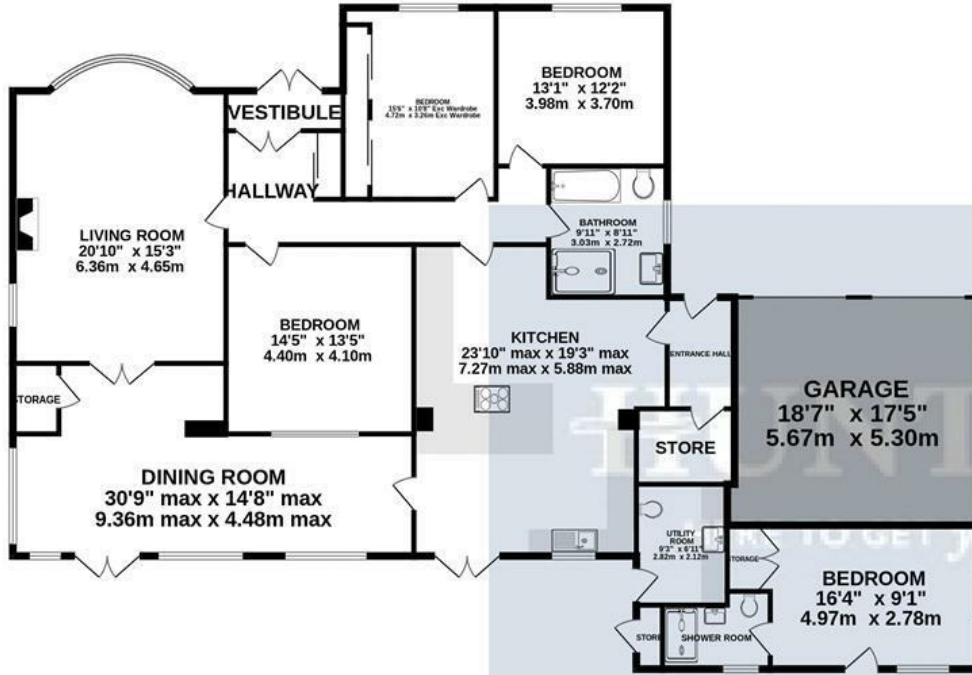 VESTIBULE
HALLWAY
LIVING ROOM
20'10" x 15'3"
6.36m x 4.65m
BEDROOM
15'6" x 10'8" Exc Wardrobe
4.72m x 3.26m Exc Wardrobe
BEDROOM
13'1" x 12'2"
3.98m x 3.70m
BATHROOM
9'11" x 8'11"
3.03m x 2.72m
BEDROOM
14'5" x 13'5"
4.40m x 4.10m
KITCHEN
23'10" max x 19'3" max
7.27m max x 5.88m max
ENTRANCE HALL
GARAGE
18'7" x 17'5"
5.67m x 5.30m
STORAGE
STORE
DINING ROOM
30'9" max x 14'8" max
9.36m max x 4.48m max
UTILITY
ROOM
9'3" x 6'11"
2.82m x 2.12m
STORAGE
BEDROOM
16'4" x 9'1"
4.97m x 2.78m
STORE
SHOWER ROOM
HUNT
TO GET